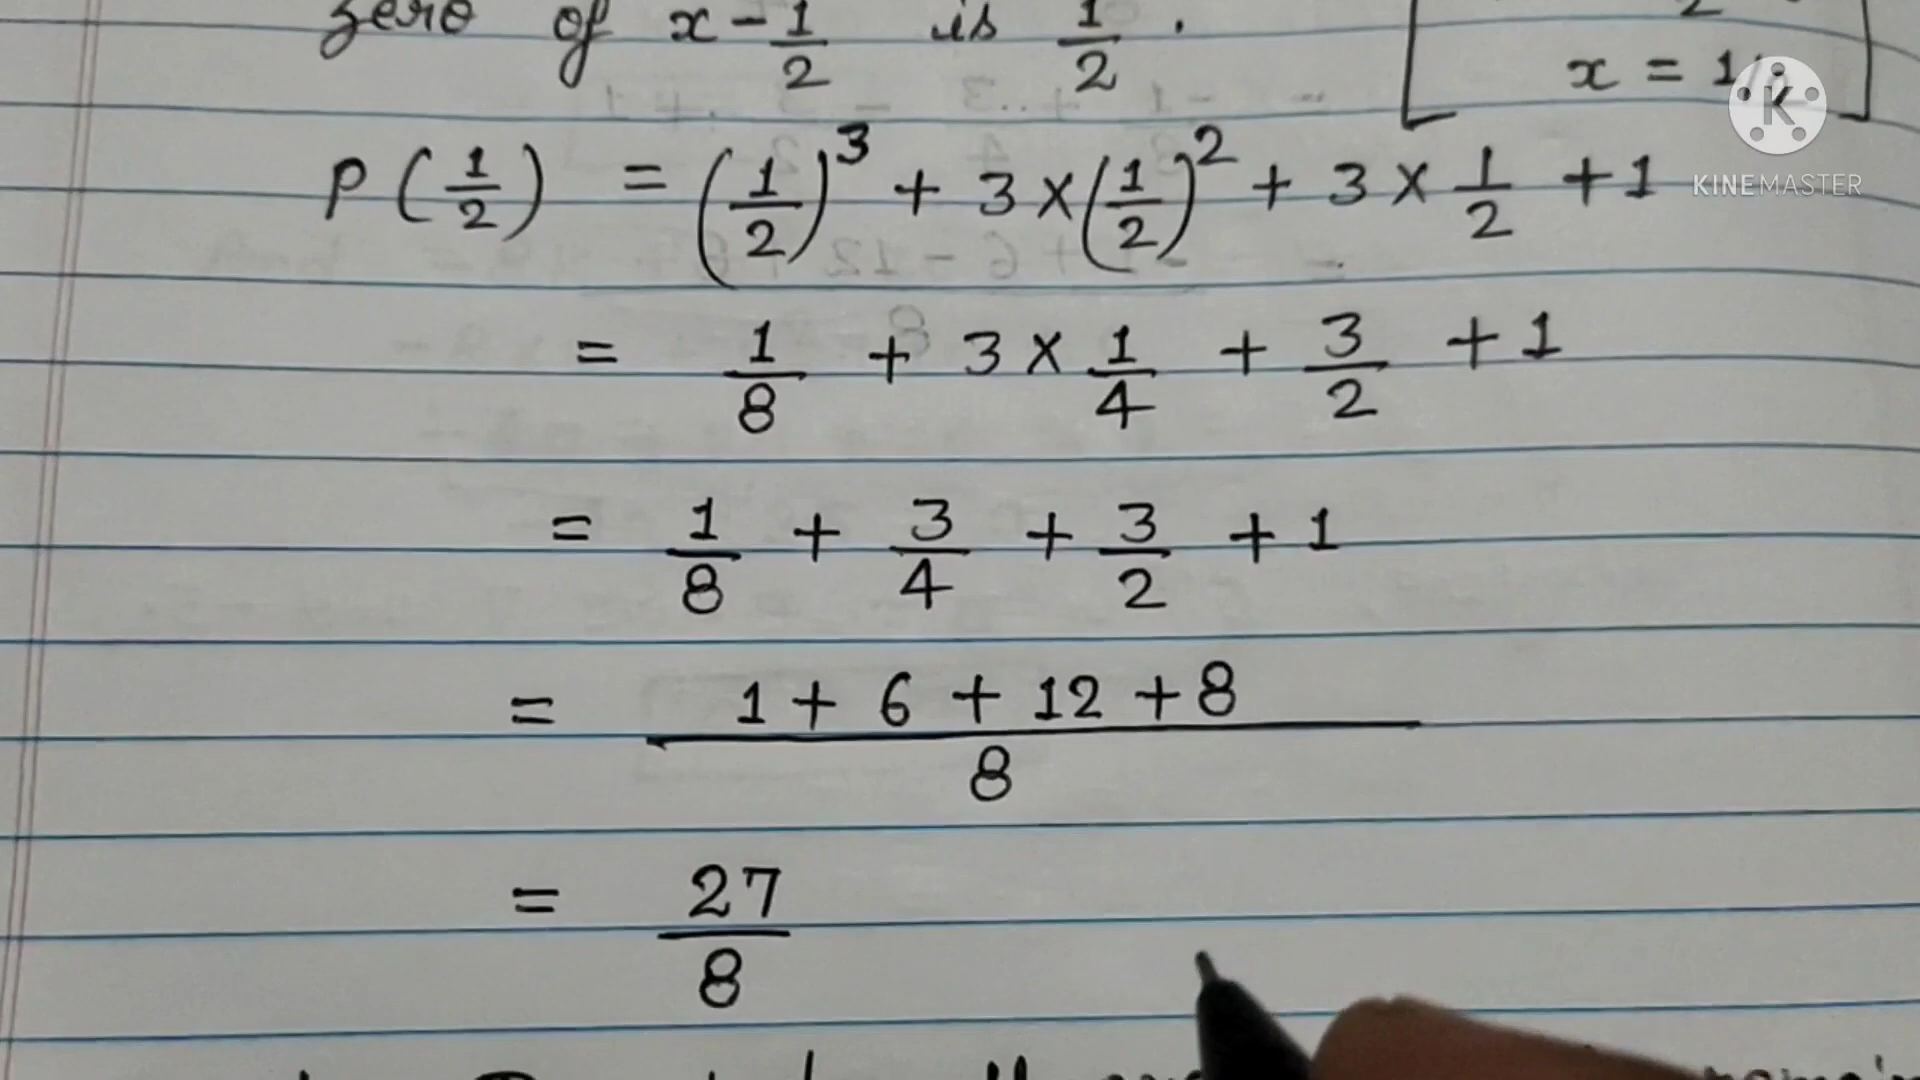 zero of x - 1/2 is 1/2 .
x = 1/
K
KINEMASTER
P(1/2) = (1/2)^3 + 3 × (1/2)^2 + 3 × 1/2 + 1
= 1/8 + 3 × 1/4 + 3/2 + 1
= 1/8 + 3/4 + 3/2 + 1
= (1 + 6 + 12 + 8)/8
= 27/8